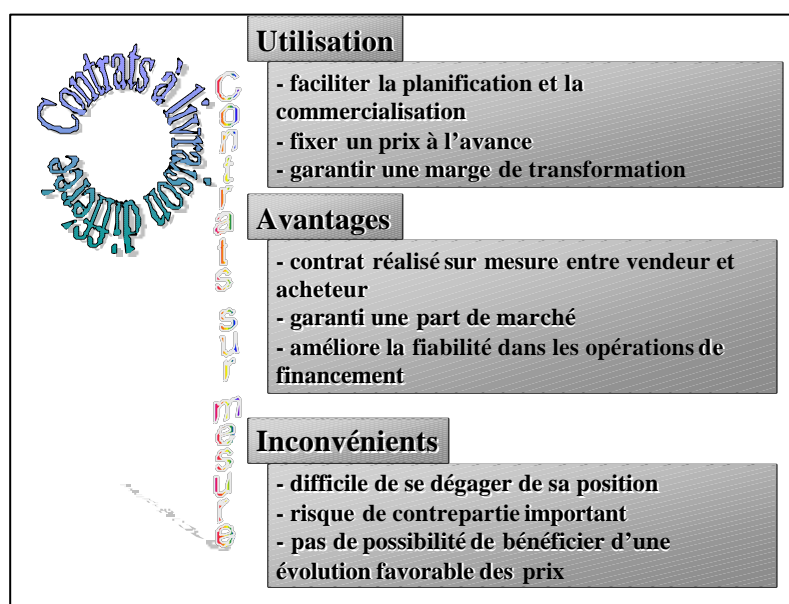 Contrats à livraison différée
Contrats sur mesure
Utilisation
- faciliter la planification et la
commercialisation
- fixer un prix à l’avance
- garantir une marge de transformation
Avantages
- contrat réalisé sur mesure entre vendeur et
acheteur
- garanti une part de marché
- améliore la fiabilité dans les opérations de
financement
Inconvénients
- difficile de se dégager de sa position
- risque de contrepartie important
- pas de possibilité de bénéficier d’une
évolution favorable des prix